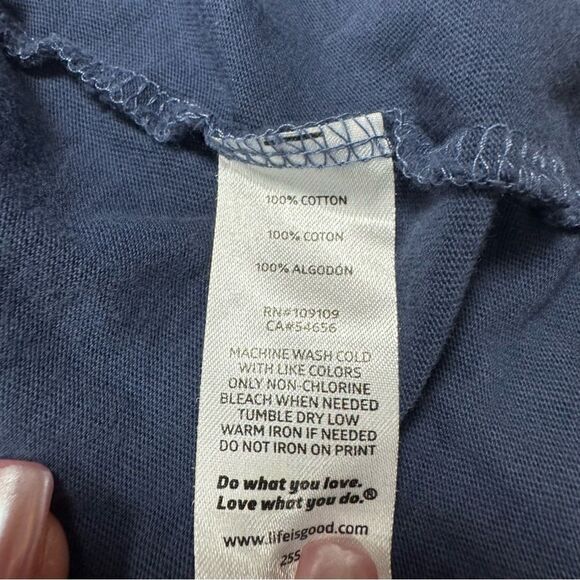 100% COTTON
100% COTON
100% ALGODÓN
RN#109109
CA#54656
MACHINE WASH COLD
WITH LIKE COLORS
ONLY NON-CHLORINE
BLEACH WHEN NEEDED
TUMBLE DRY LOW
WARM IRON IF NEEDED
DO NOT IRON ON PRINT
Do what you love.
Love what you do.®
www.lifeisgood.com